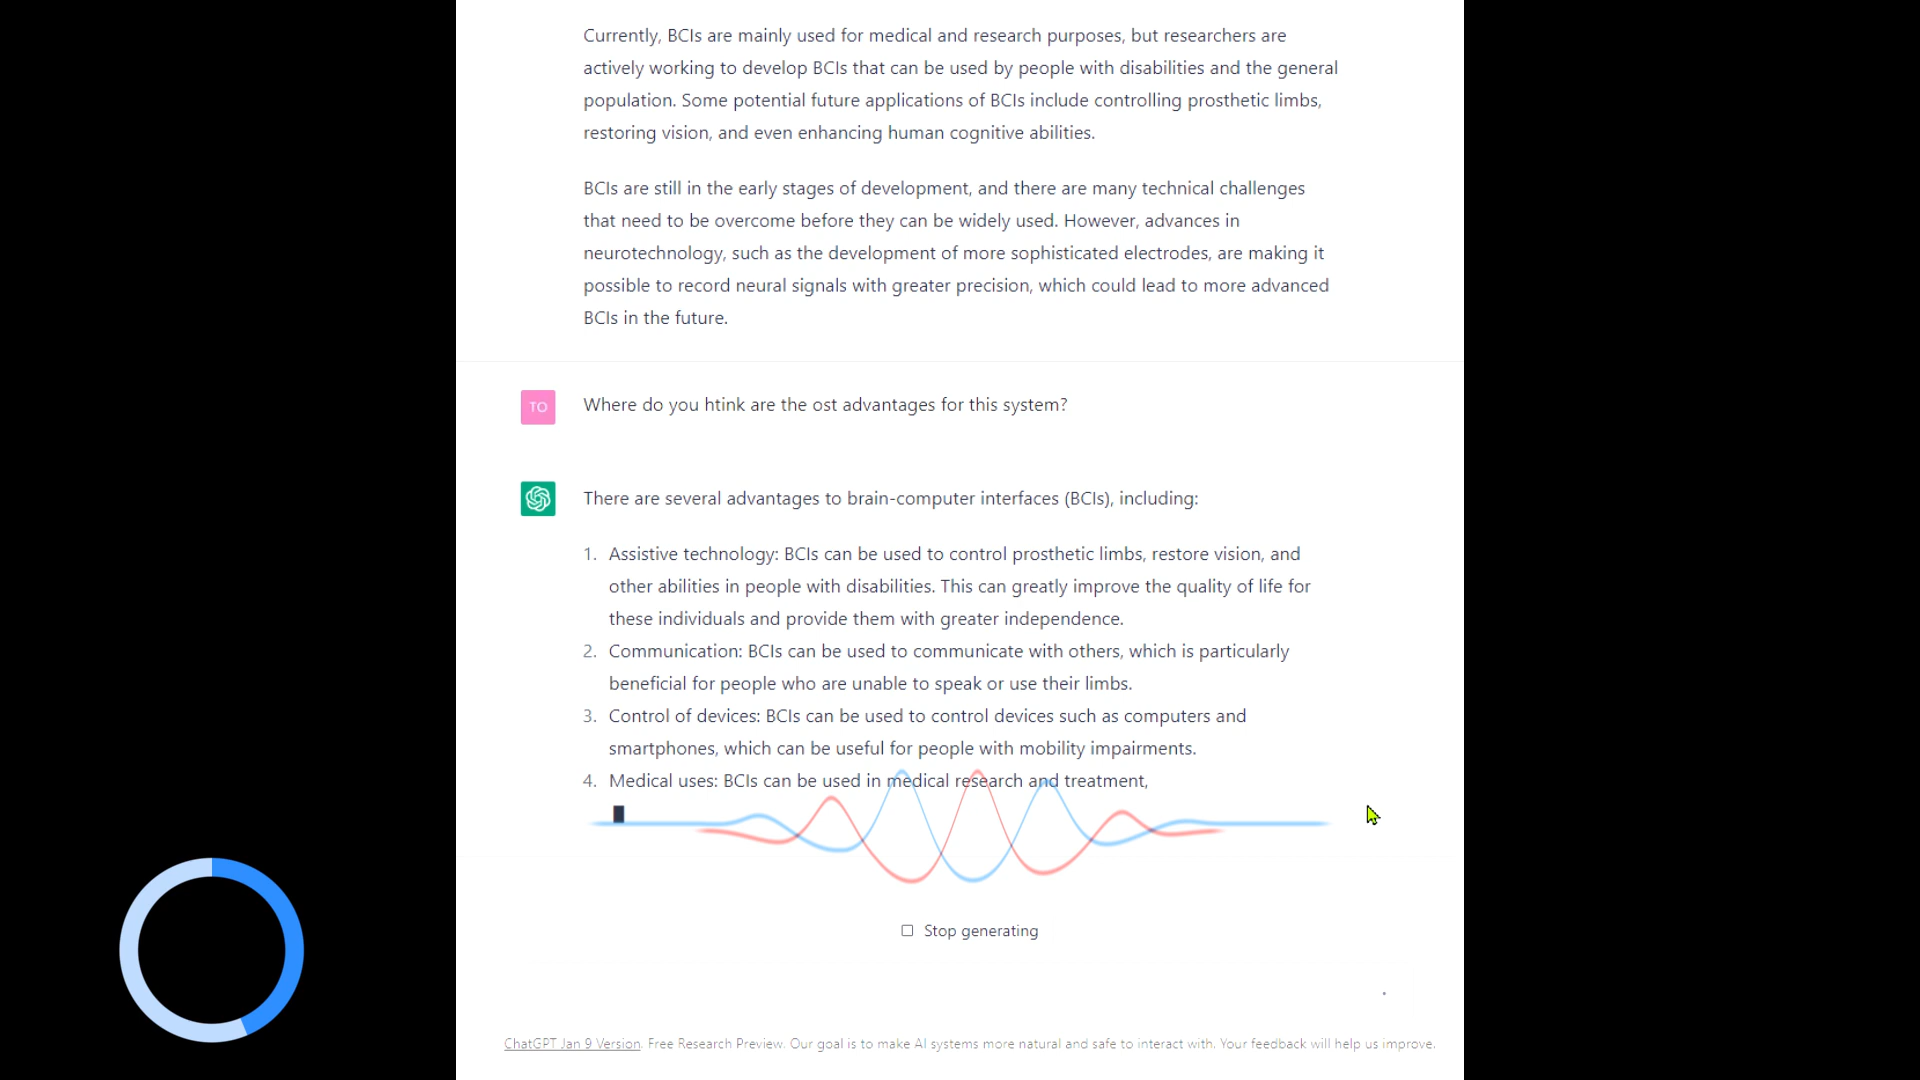 Currently, BCIs are mainly used for medical and research purposes, but researchers are
actively working to develop BCIs that can be used by people with disabilities and the general
population. Some potential future applications of BCIs include controlling prosthetic limbs,
restoring vision, and even enhancing human cognitive abilities.
BCIs are still in the early stages of development, and there are many technical challenges
that need to be overcome before they can be widely used. However, advances in
neurotechnology, such as the development of more sophisticated electrodes, are making it
possible to record neural signals with greater precision, which could lead to more advanced
BCIs in the future.
TO
Where do you htink are the ost advantages for this system?
There are several advantages to brain-computer interfaces (BCIs), including:
1. Assistive technology: BCIs can be used to control prosthetic limbs, restore vision, and
other abilities in people with disabilities. This can greatly improve the quality of life for
these individuals and provide them with greater independence.
2. Communication: BCIs can be used to communicate with others, which is particularly
beneficial for people who are unable to speak or use their limbs.
3. Control of devices: BCIs can be used to control devices such as computers and
smartphones, which can be useful for people with mobility impairments.
4. Medical uses: BCIs can be used in medical research and treatment,
Stop generating
ChatGPT Jan 9 Version. Free Research Preview. Our goal is to make AI systems more natural and safe to interact with. Your feedback will help us improve.